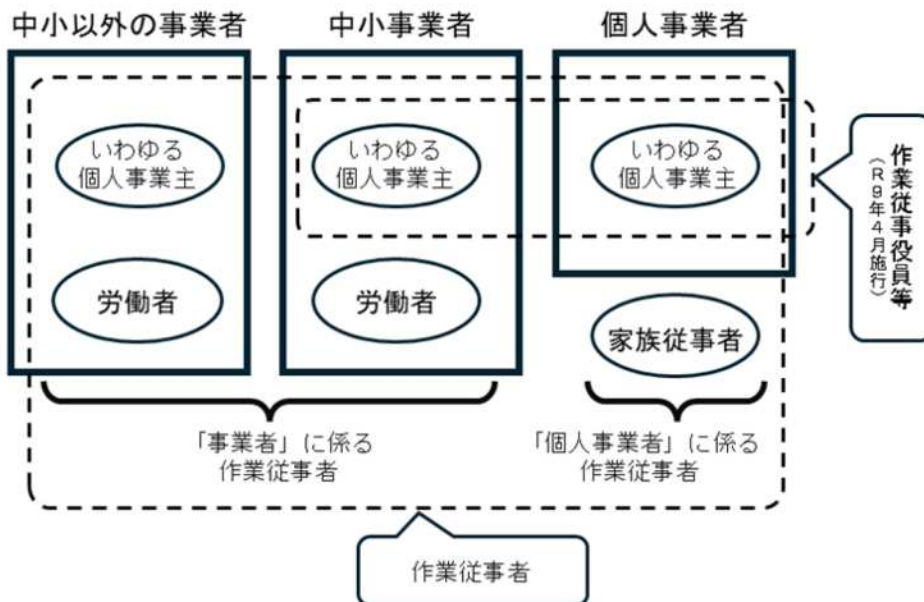 中小以外の事業者
中小事業者
個人事業者
いわゆる
個人事業主
いわゆる
個人事業主
いわゆる
個人事業主
作業従事役員等
（R9年4月施行）
労働者
労働者
家族従事者
「事業者」に係る
作業従事者
「個人事業者」に係る
作業従事者
作業従事者